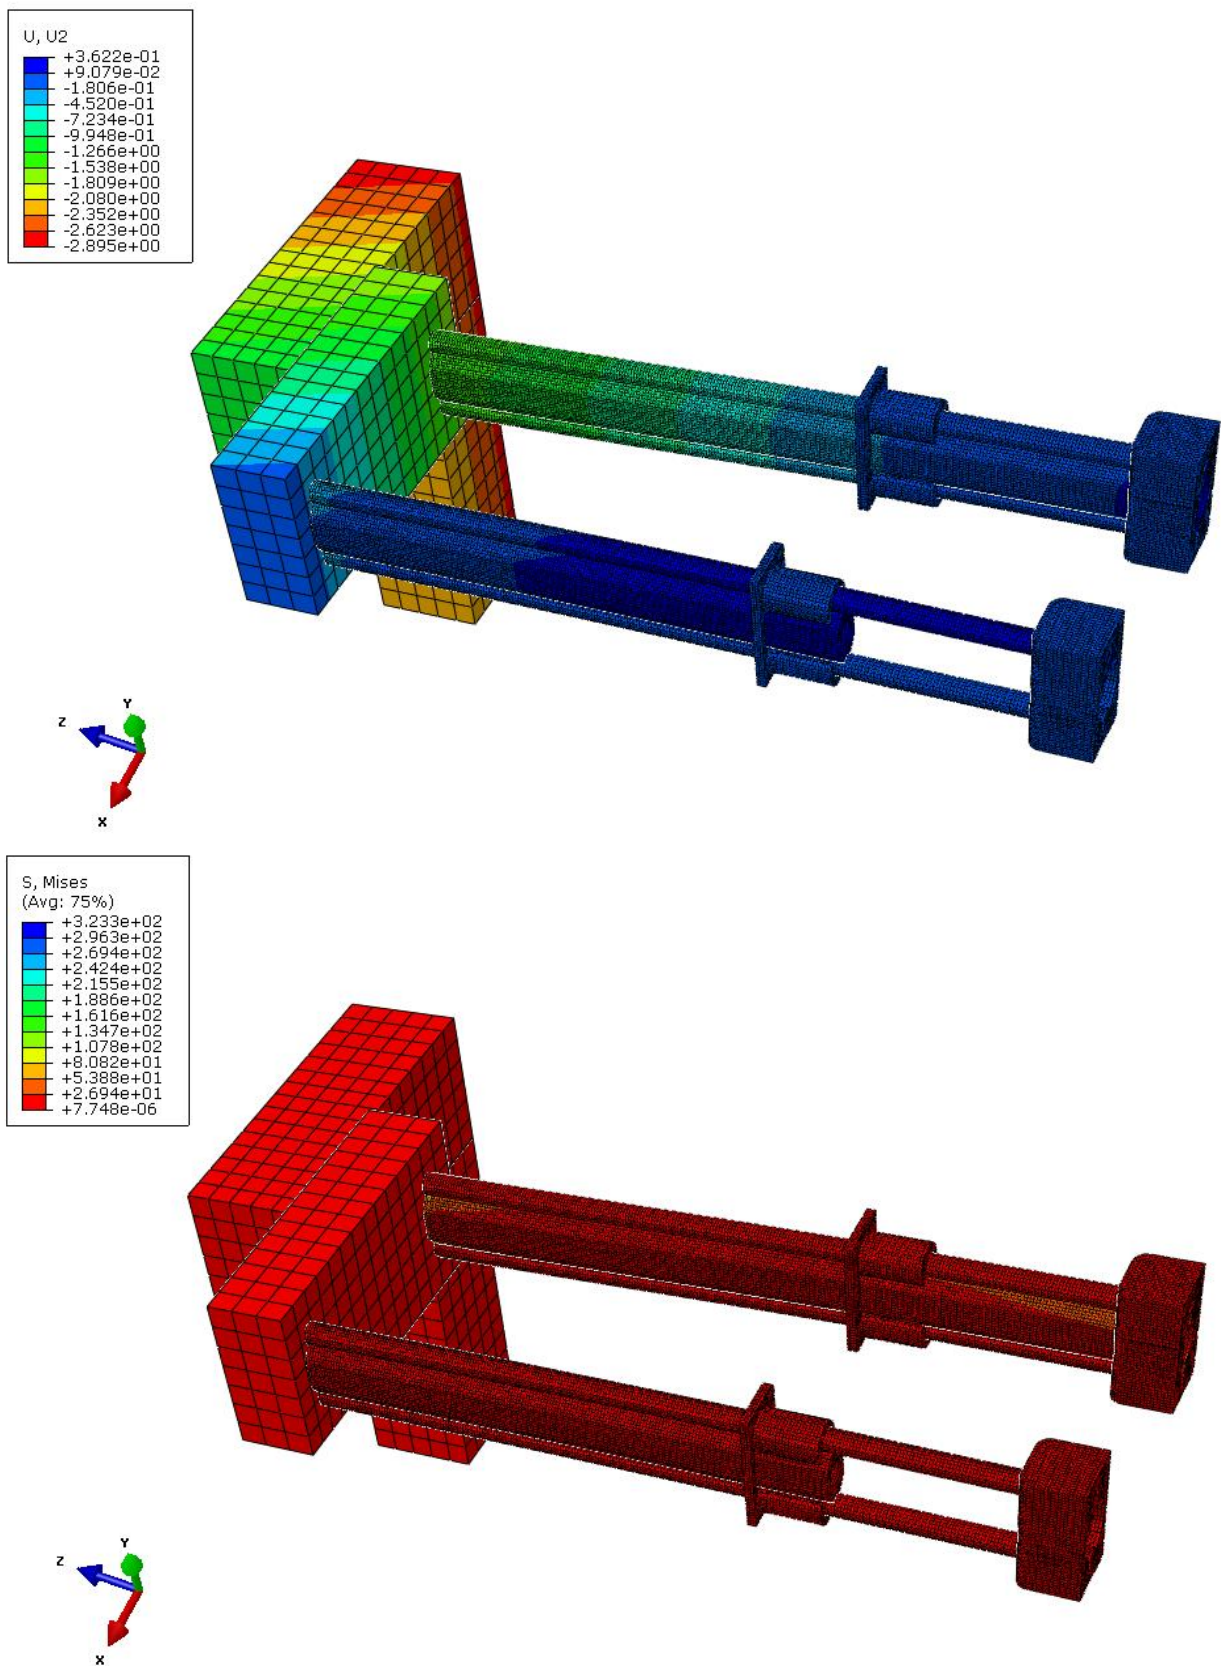 U, U2
+3.622e-01
+9.079e-02
-1.806e-01
-4.520e-01
-7.234e-01
-9.948e-01
-1.266e+00
-1.538e+00
-1.809e+00
-2.080e+00
-2.352e+00
-2.623e+00
-2.895e+00
Y
Z
X
S, Mises
(Avg: 75%)
+3.233e+02
+2.963e+02
+2.694e+02
+2.424e+02
+2.155e+02
+1.886e+02
+1.616e+02
+1.347e+02
+1.078e+02
+8.082e+01
+5.388e+01
+2.694e+01
+7.748e-06
Y
Z
X